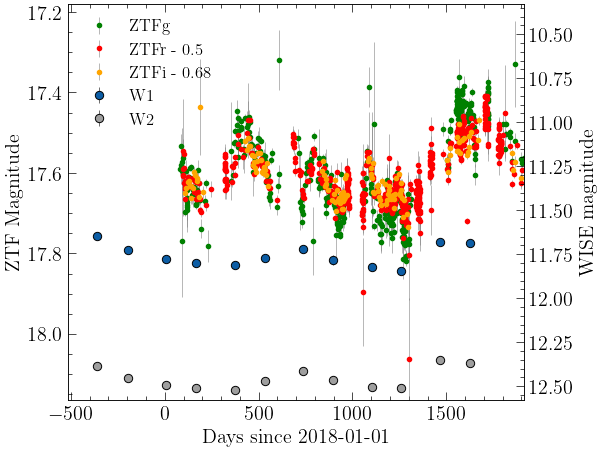 ZTFg
ZTFr - 0.5
ZTFi - 0.68
W1
W2
17.2
17.4
17.6
17.8
18.0
ZTF Magnitude
10.50
10.75
11.00
11.25
11.50
11.75
12.00
12.25
12.50
WISE magnitude
−500
0
500
1000
1500
Days since 2018-01-01